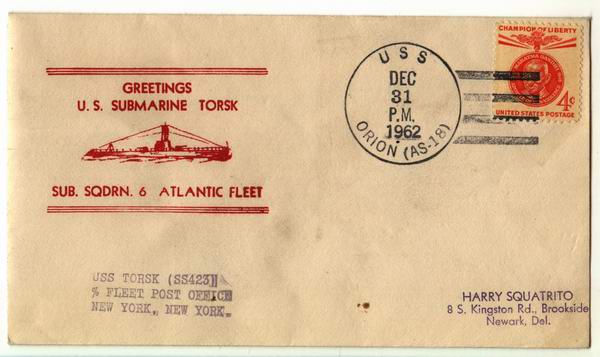 GREETINGS
U.S. SUBMARINE TORSK
SUB. SQDRN. 6 ATLANTIC FLEET
USS
DEC
31
P.M.
1962
ORION (AS-18)
CHAMPION OF LIBERTY
4c
UNITED STATES POSTAGE
USS TORSK (SS423)
% FLEET POST OFFICE
NEW YORK, NEW YORK.
HARRY SQUATRITO
8 S. Kingston Rd., Brookside
Newark, Del.